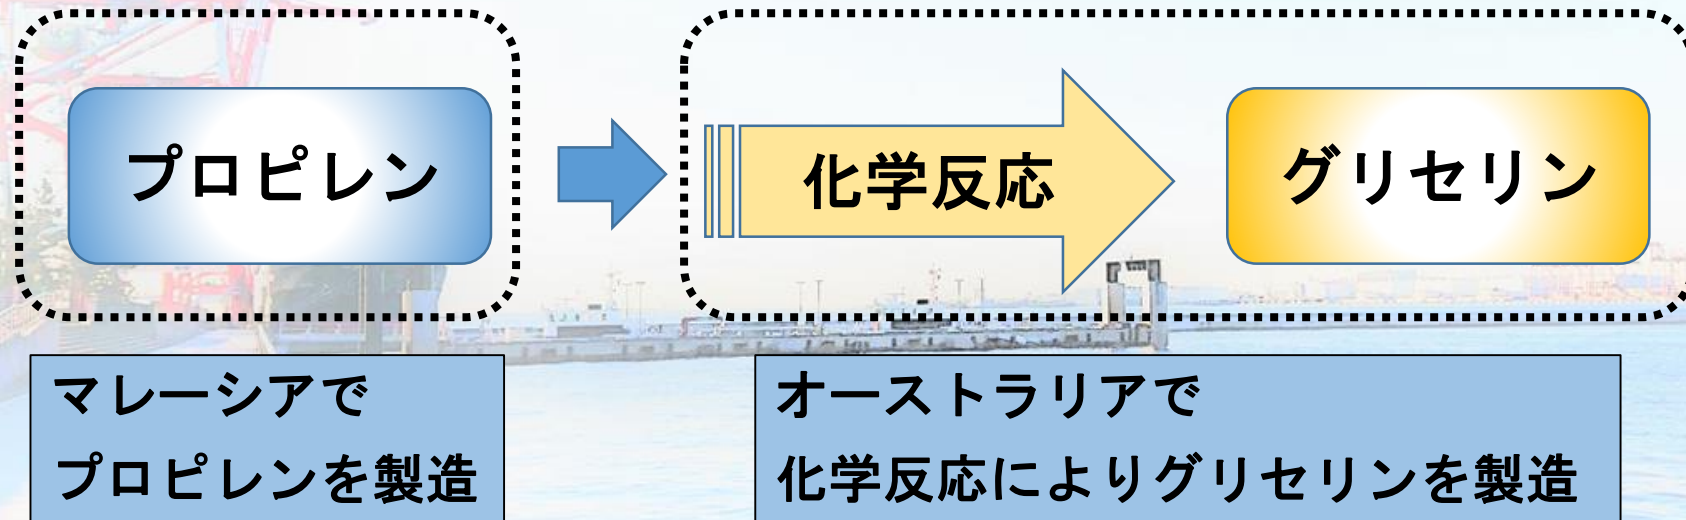 プロピレン
化学反応
グリセリン
マレーシアで
プロピレンを製造
オーストラリアで
化学反応によりグリセリンを製造